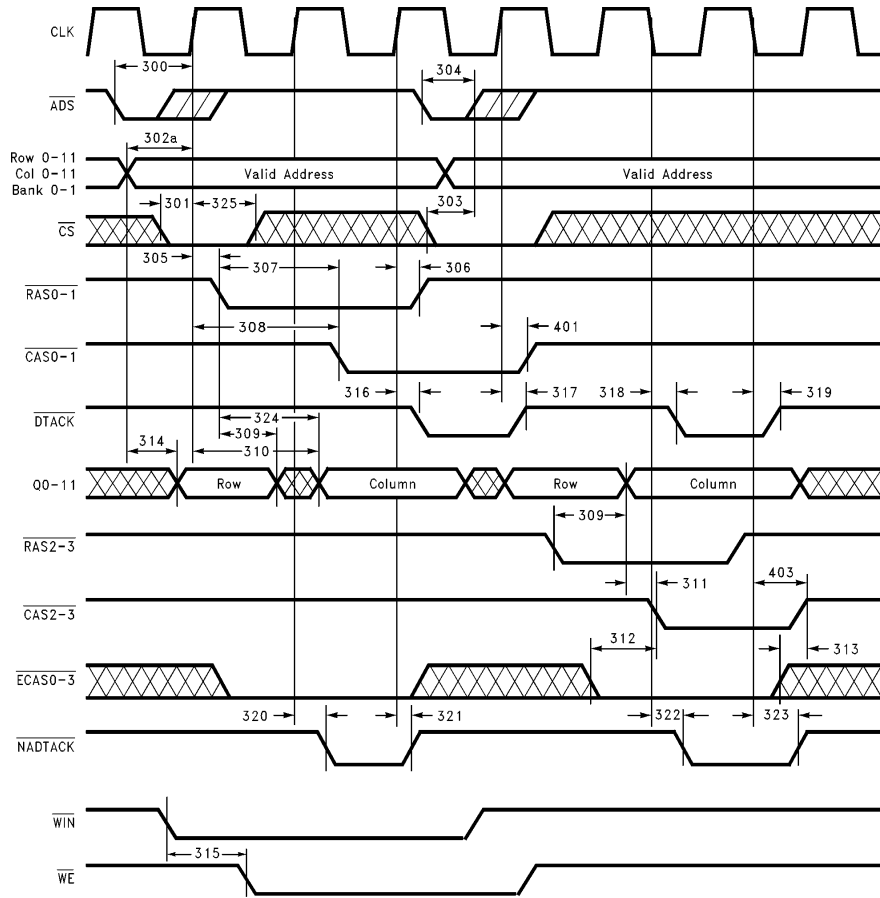 CLK
300
304
ADS
302a
Row 0-11
Col 0-11
Bank 0-1
Valid Address
Valid Address
301
325
303
CS
305
307
306
RAS0-1
308
401
CAS0-1
316
317
318
319
DTACK
324
309
314
310
Q0-11
Row
Column
Row
Column
309
RAS2-3
311
403
CAS2-3
312
313
ECAS0-3
320
321
322
323
NADTACK
WIN
315
WE